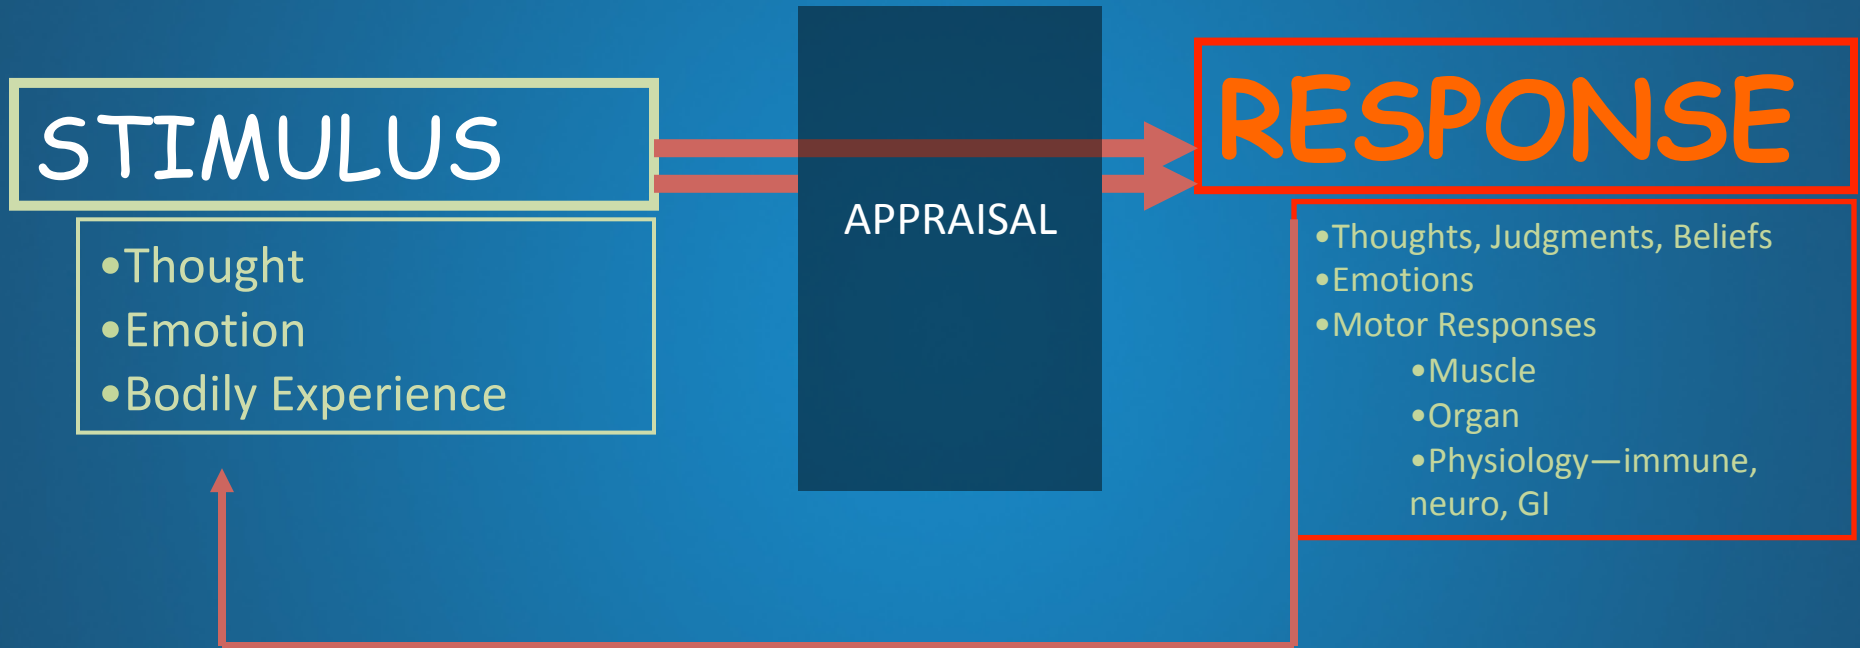 STIMULUS
•Thought
•Emotion
•Bodily Experience
APPRAISAL
RESPONSE
•Thoughts, Judgments, Beliefs
•Emotions
•Motor Responses
•Muscle
•Organ
•Physiology—immune,
neuro, GI